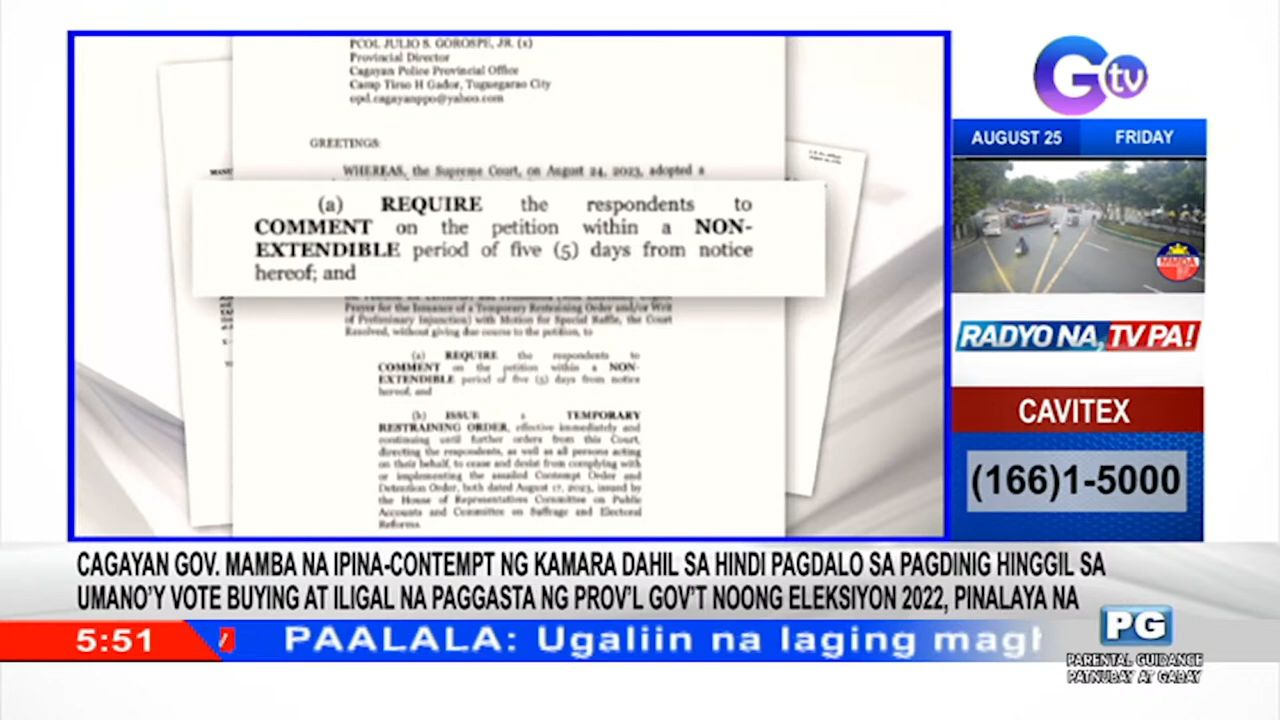 PCOL JULIO S. GOROSPE, JR. (x)
Provincial Director
Cagayan Police Provincial Office
Camp Tirso H Gador, Tuguegarao City
opd.cagayanppo@yahoo.com
GREETINGS:
WHEREAS, the Supreme Court, on August 24, 2023, adopted a
(a) REQUIRE the respondents to
COMMENT on the petition within a NON-
EXTENDIBLE period of five (5) days from notice
hereof; and
Prayer for the Issuance of a Temporary Restraining Order and/or Writ
of Preliminary Injunction) with Motion for Special Raffle, the Court
Resolved, without giving due course to the petition, to
(a) REQUIRE the respondents to
COMMENT on the petition within a NON-
EXTENDIBLE period of five (5) days from notice
hereof; and
(b) ISSUE a TEMPORARY
RESTRAINING ORDER, effective immediately and
continuing until further orders from this Court,
directing the respondents, as well as all persons acting
on their behalf, to cease and desist from complying with
or implementing the assailed Contempt Order and
Detention Order, both dated August 17, 2023, issued by
the House of Representatives Committee on Public
Accounts and Committee on Suffrage and Electoral
Reforms
Gtv
AUGUST 25 FRIDAY
MMDA
RADYO NA, TV PA!
CAVITEX
(166)1-5000
CAGAYAN GOV. MAMBA NA IPINA-CONTEMPT NG KAMARA DAHIL SA HINDI PAGDALO SA PAGDINIG HINGGIL SA
UMANO'Y VOTE BUYING AT ILIGAL NA PAGGASTA NG PROV'L GOV'T NOONG ELEKSIYON 2022, PINALAYA NA
5:51 PAALALA: Ugaliin na laging magh
PG
PARENTAL GUIDANCE
PATNUBAY AT GABAY